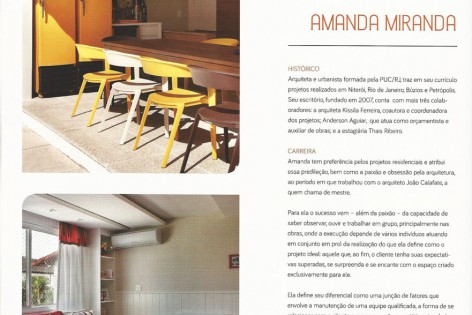 AMANDA MIRANDA
HISTÓRICO
Arquiteta e urbanista formada pela PUC/RJ, traz em seu currículo
projetos realizados em Niterói, Rio de Janeiro, Búzios e Petrópolis.
Seu escritório, fundado em 2007, conta com mais três colabo-
radores: a arquiteta Kissila Ferreira, coautora e coordenadora
dos projetos; Anderson Aguiar, que atua como orçamentista e
auxiliar de obras; e a estagiária Thais Ribeiro.
CARREIRA
Amanda tem preferência pelos projetos residenciais e atribui
essa predileção, bem como a paixão e obsessão pela arquitetura,
ao período em que trabalhou com o arquiteto João Calafate, a
quem chama de mestre.
Para ela o sucesso vem – além da paixão – da capacidade de
saber observar, ouvir e trabalhar em grupo, principalmente nas
obras, onde a execução depende de vários indivíduos atuando
em conjunto em prol da realização do que ela define como o
projeto ideal: aquele que, ao fim, o cliente tenha suas expectati-
vas superadas, se surpreenda e se encante com o espaço criado
exclusivamente para ele.
Ela define seu diferencial como uma junção de fatores que
envolve a manutenção de uma equipe qualificada, a forma de se